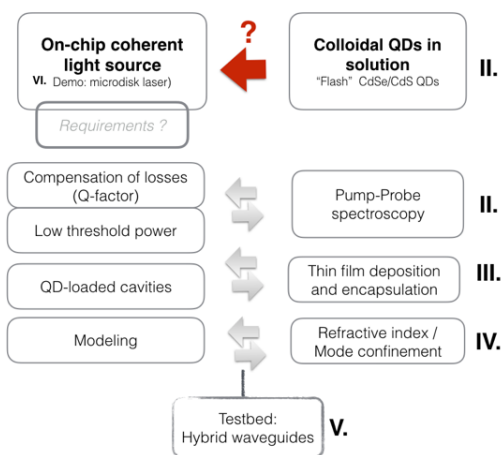 ?
On-chip coherent
light source
VI. Demo: microdisk laser)
Colloidal QDs in
solution
“Flash” CdSe/CdS QDs
II.
Requirements ?
Compensation of losses
(Q-factor)
Low threshold power
Pump-Probe
spectroscopy
II.
QD-loaded cavities
Thin film deposition
and encapsulation
III.
Modeling
Refractive index /
Mode confinement
IV.
Testbed:
Hybrid waveguides
V.